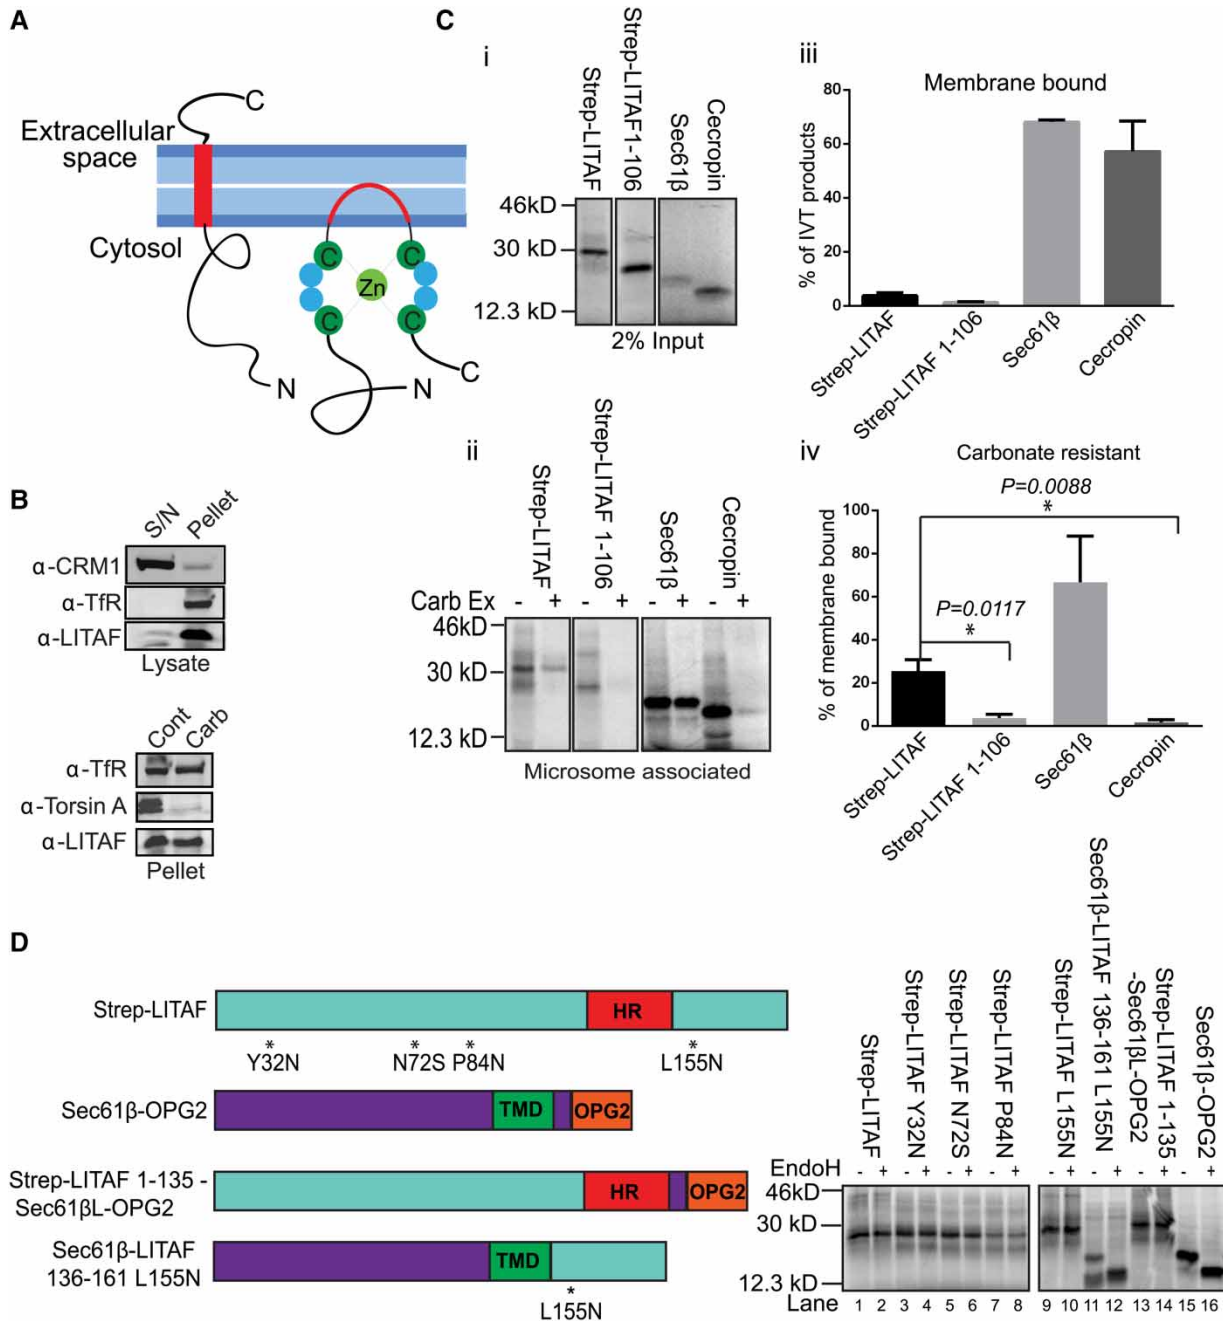 A
C
Extracellular
space
Cytosol
C
C
Zn
C
C
N
N
C
B
S/N
Pellet
α-CRM1
α-TfR
α-LITAF
Lysate
Cont
Carb
α-TfR
α-Torsin A
α-LITAF
Pellet
C
i
Strep-LITAF
Strep-LITAF1-106
Sec61β
Cecropin
46kD
30 kD
12.3 kD
2% Input
ii
Strep-LITAF
Strep-LITAF 1-106
Sec61β
Cecropin
Carb Ex - + - + - + - +
46kD
30 kD
12.3 kD
Microsome associated
iii
Membrane bound
% of IVT products
80
60
40
20
0
Strep-LITAF
Strep-LITAF 1-106
Sec61β
Cecropin
iv
Carbonate resistant
P=0.0088
*
P=0.0117
*
% of membrane bound
100
80
60
40
20
0
Strep-LITAF
Strep-LITAF 1-106
Sec61β
Cecropin
D
Strep-LITAF
HR
* * * *
Y32N N72S P84N L155N
Sec61β-OPG2
TMD
OPG2
Strep-LITAF 1-135 -
Sec61βL-OPG2
HR
OPG2
Sec61β-LITAF
136-161 L155N
TMD
*
L155N
Strep-LITAF
Strep-LITAF Y32N
Strep-LITAF N72S
Strep-LITAF P84N
Strep-LITAF L155N
Sec61β-LITAF 136-161 L155N
Strep-LITAF 1-135
-Sec61βL-OPG2
Sec61β-OPG2
EndoH - + - + - + - + - + - + - + - +
46kD
30 kD
12.3 kD
Lane 1 2 3 4 5 6 7 8 9 10 11 12 13 14 15 16